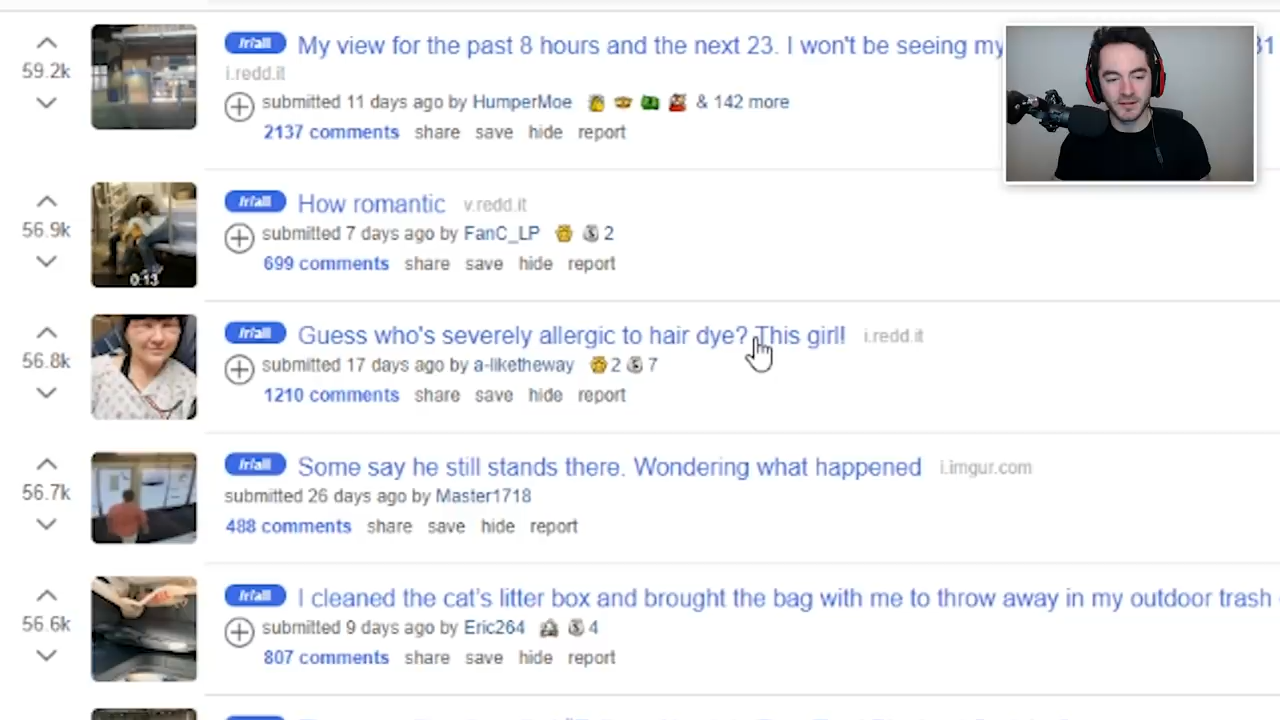 /r/all My view for the past 8 hours and the next 23. I won't be seeing my 31
59.2k
i.redd.it
submitted 11 days ago by HumperMoe & 142 more
2137 comments share save hide report
/r/all How romantic v.redd.it
56.9k
submitted 7 days ago by FanC_LP 2
0:13
699 comments share save hide report
/r/all Guess who's severely allergic to hair dye? This girl! i.redd.it
56.8k
submitted 17 days ago by a-liketheway 2 7
1210 comments share save hide report
/r/all Some say he still stands there. Wondering what happened i.imgur.com
56.7k
submitted 26 days ago by Master1718
488 comments share save hide report
/r/all I cleaned the cat's litter box and brought the bag with me to throw away in my outdoor trash
56.6k
submitted 9 days ago by Eric264 4
807 comments share save hide report